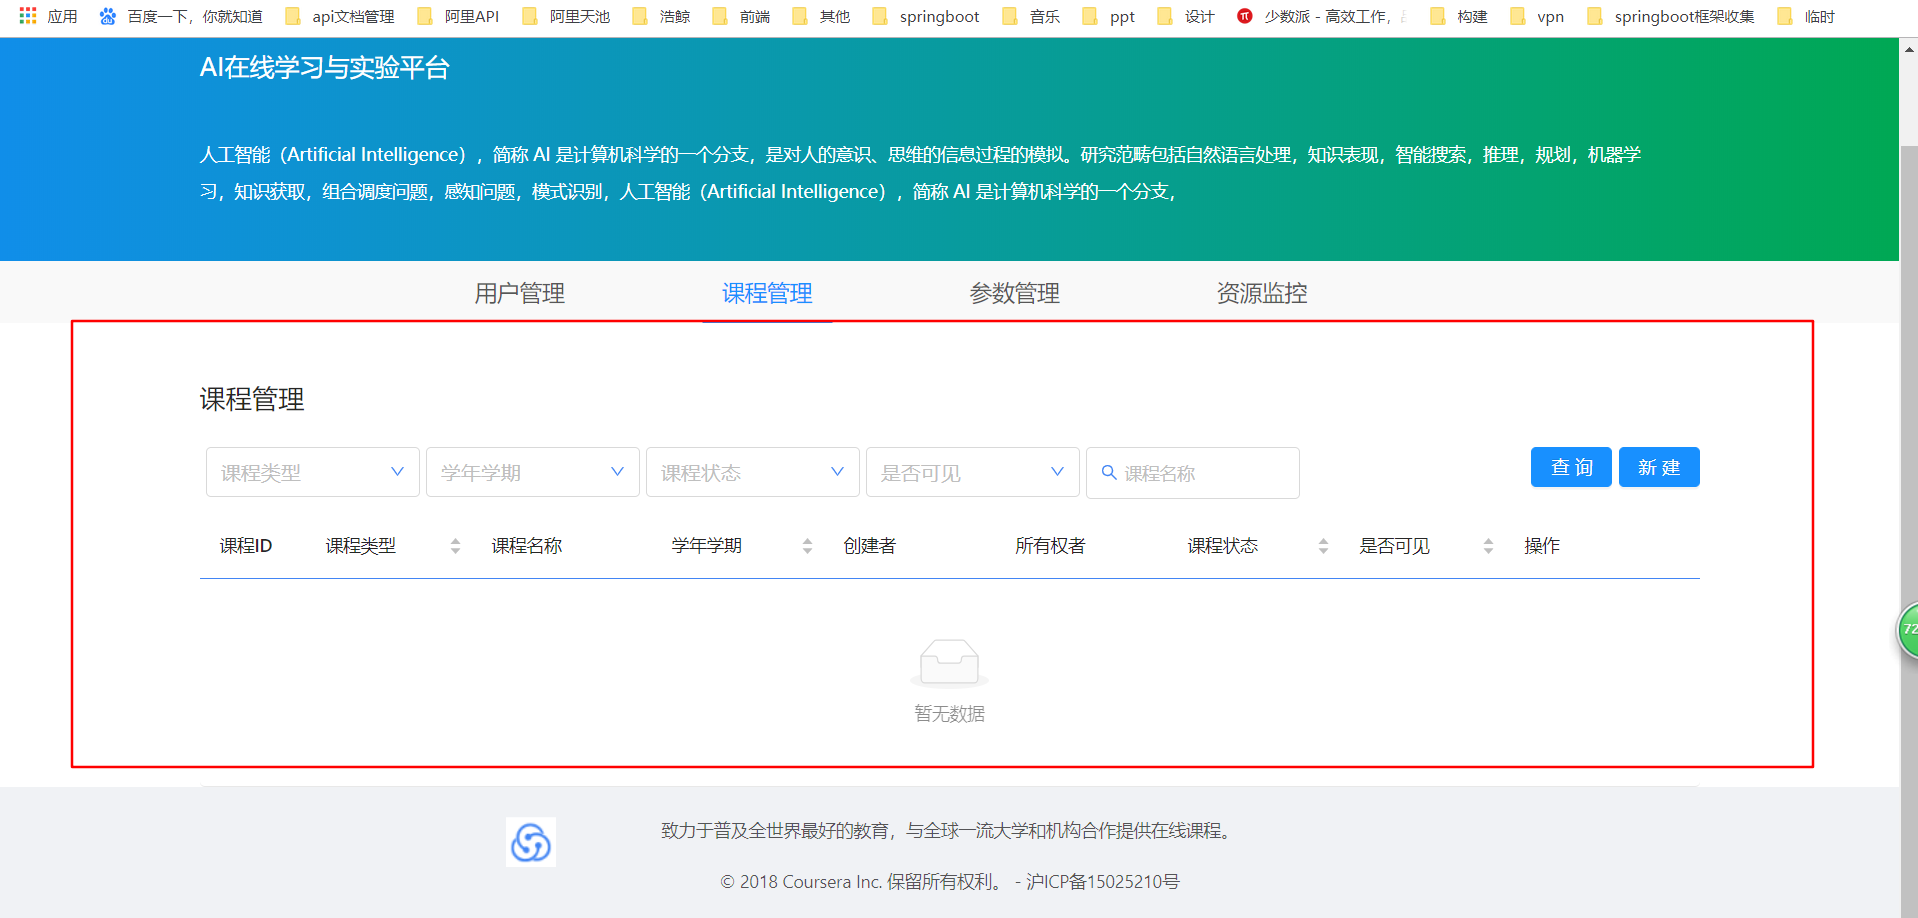 应用 百度一下，你就知道 api文档管理 阿里API 阿里天池 浩鲸 前端 其他 springboot 音乐 ppt 设计 少数派 - 高效工作， 构建 vpn springboot框架收集 临时
AI在线学习与实验平台
人工智能（Artificial Intelligence），简称 AI 是计算机科学的一个分支，是对人的意识、思维的信息过程的模拟。研究范畴包括自然语言处理，知识表现，智能搜索，推理，规划，机器学
习，知识获取，组合调度问题，感知问题，模式识别，人工智能（Artificial Intelligence），简称 AI 是计算机科学的一个分支，
用户管理 课程管理 参数管理 资源监控
课程管理
课程类型 学年学期 课程状态 是否可见 课程名称 查 询 新 建
课程ID 课程类型 课程名称 学年学期 创建者 所有权者 课程状态 是否可见 操作
72
暂无数据
致力于普及全世界最好的教育，与全球一流大学和机构合作提供在线课程。
© 2018 Coursera Inc. 保留所有权利。 - 沪ICP备15025210号